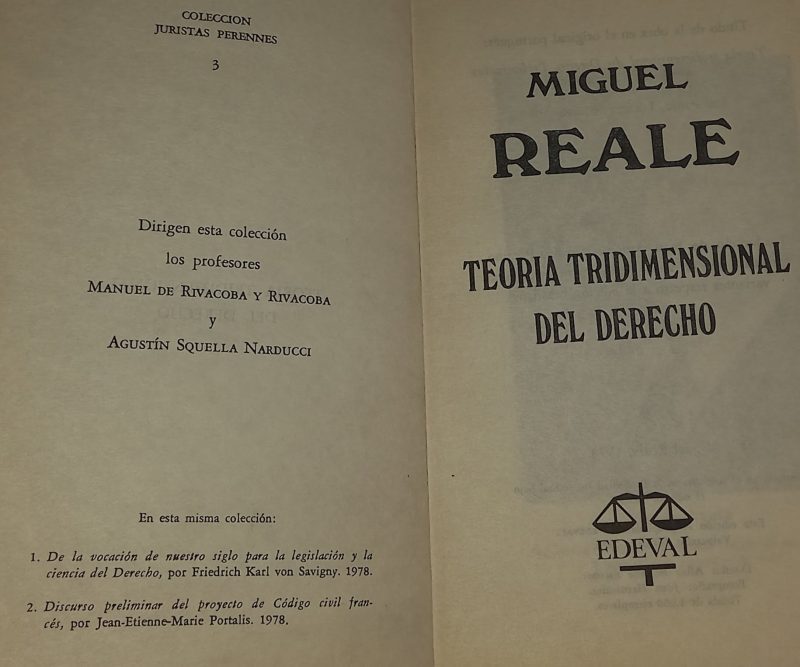 COLECCION
JURISTAS PERENNES
3
Dirigen esta colección
los profesores
MANUEL DE RIVACOBA Y RIVACOBA
y
AGUSTÍN SQUELLA NARDUCCI
En esta misma colección:
1. De la vocación de nuestro siglo para la legislación y la
ciencia del Derecho, por Friedrich Karl von Savigny. 1978.
2. Discurso preliminar del proyecto de Código civil fran-
cés, por Jean-Etienne-Marie Portalis. 1978.
MIGUEL
REALE
TEORIA TRIDIMENSIONAL
DEL DERECHO
EDEVAL